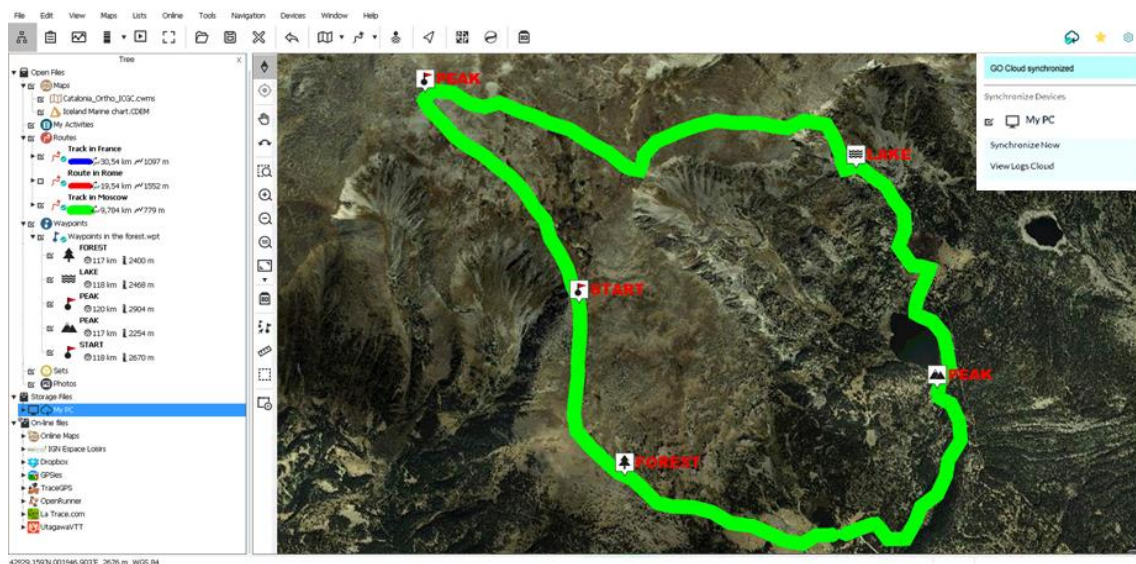 File Edit View Maps Lists Online Tools Navigation Devices Window Help
Tree X
Open Files
Maps
Catalonia_Ortho_ICGC.cwms
Iceland Marine chart.CDEM
My Activities
Routes
Track in France
30,54 km 1097 m
Route in Rome
19,54 km 1552 m
Track in Moscow
9,784 km 779 m
Waypoints
Waypoints in the forest.wpt
FOREST
117 km 2400 m
LAKE
118 km 2468 m
PEAK
120 km 2904 m
PEAK
117 km 2254 m
START
118 km 2670 m
Sets
Photos
Storage Files
My PC
On-line files
Online Maps
IGN Espace Loisirs
Dropbox
GPSies
TraceGPS
OpenRunner
La Trace.com
UtagawaVTT
PEAK
LAKE
START
PEAK
FOREST
GO Cloud synchronized
Synchronize Devices
My PC
Synchronize Now
View Logs Cloud